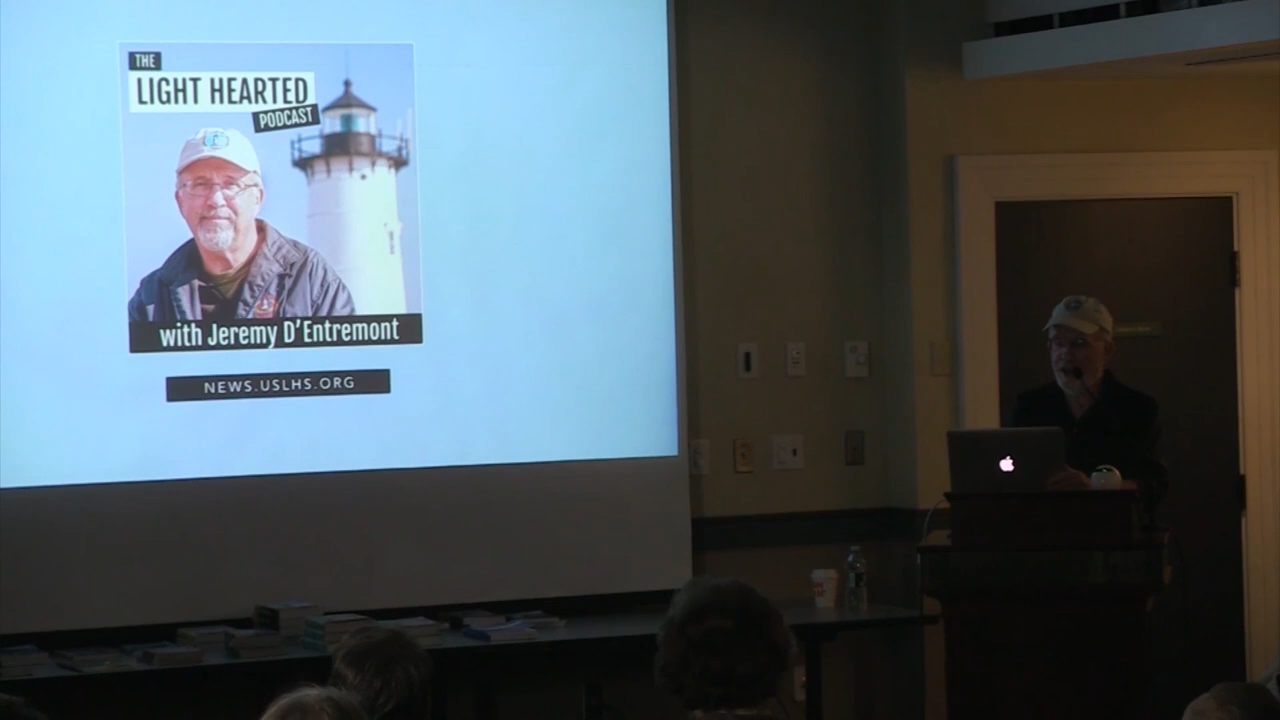 THE
LIGHT HEARTED
PODCAST
with Jeremy D'Entremont
NEWS.USLHS.ORG